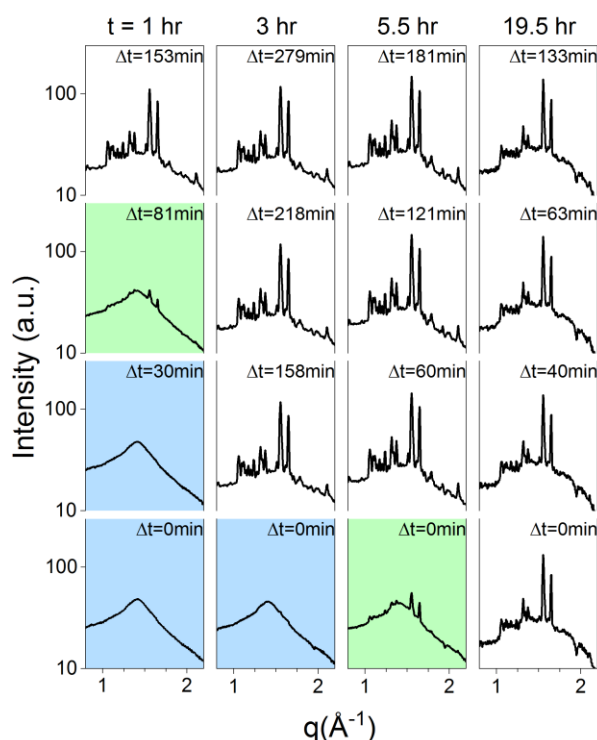 t = 1 hr 3 hr 5.5 hr 19.5 hr
Δt=153min Δt=279min Δt=181min Δt=133min
100
10
Δt=81min Δt=218min Δt=121min Δt=63min
100
10
Δt=30min Δt=158min Δt=60min Δt=40min
100
10
Δt=0min Δt=0min Δt=0min Δt=0min
100
10
1 2 1 2 1 2 1 2
Intensity (a.u.)
q(Å⁻¹)